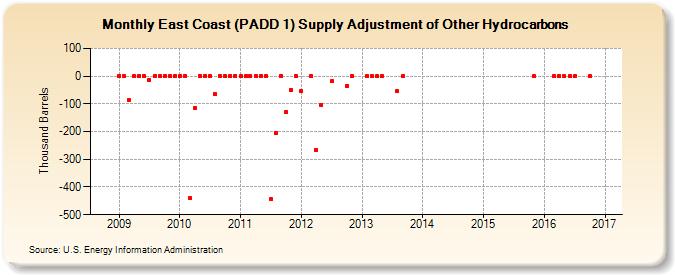 Monthly East Coast (PADD 1) Supply Adjustment of Other Hydrocarbons
Thousand Barrels
100
0
-100
-200
-300
-400
-500
2009 2010 2011 2012 2013 2014 2015 2016 2017
Source: U.S. Energy Information Administration